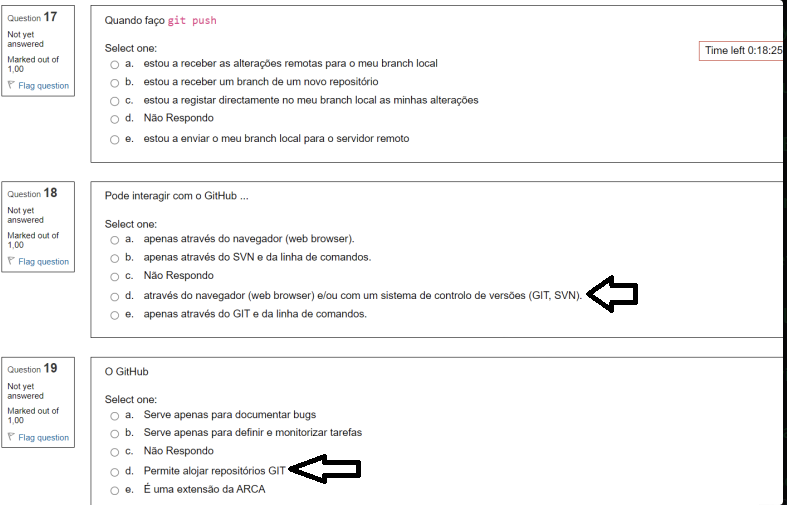 Question 17
Not yet
answered
Marked out of
1,00
Flag question
Quando faço git push
Select one:
a. estou a receber as alterações remotas para o meu branch local
b. estou a receber um branch de um novo repositório
c. estou a registar directamente no meu branch local as minhas alterações
d. Não Respondo
e. estou a enviar o meu branch local para o servidor remoto
Time left 0:18:25
Question 18
Not yet
answered
Marked out of
1,00
Flag question
Pode interagir com o GitHub ...
Select one:
a. apenas através do navegador (web browser).
b. apenas através do SVN e da linha de comandos.
c. Não Respondo
d. através do navegador (web browser) e/ou com um sistema de controlo de versões (GIT, SVN).
e. apenas através do GIT e da linha de comandos.
Question 19
Not yet
answered
Marked out of
1,00
Flag question
O GitHub
Select one:
a. Serve apenas para documentar bugs
b. Serve apenas para definir e monitorizar tarefas
c. Não Respondo
d. Permite alojar repositórios GIT
e. É uma extensão da ARCA